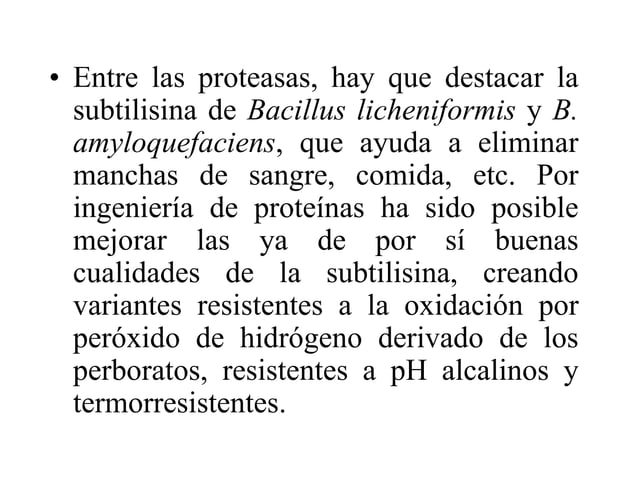 • Entre las proteasas, hay que destacar la
subtilisina de Bacillus licheniformis y B.
amyloquefaciens, que ayuda a eliminar
manchas de sangre, comida, etc. Por
ingeniería de proteínas ha sido posible
mejorar las ya de por sí buenas
cualidades de la subtilisina, creando
variantes resistentes a la oxidación por
peróxido de hidrógeno derivado de los
perboratos, resistentes a pH alcalinos y
termorresistentes.